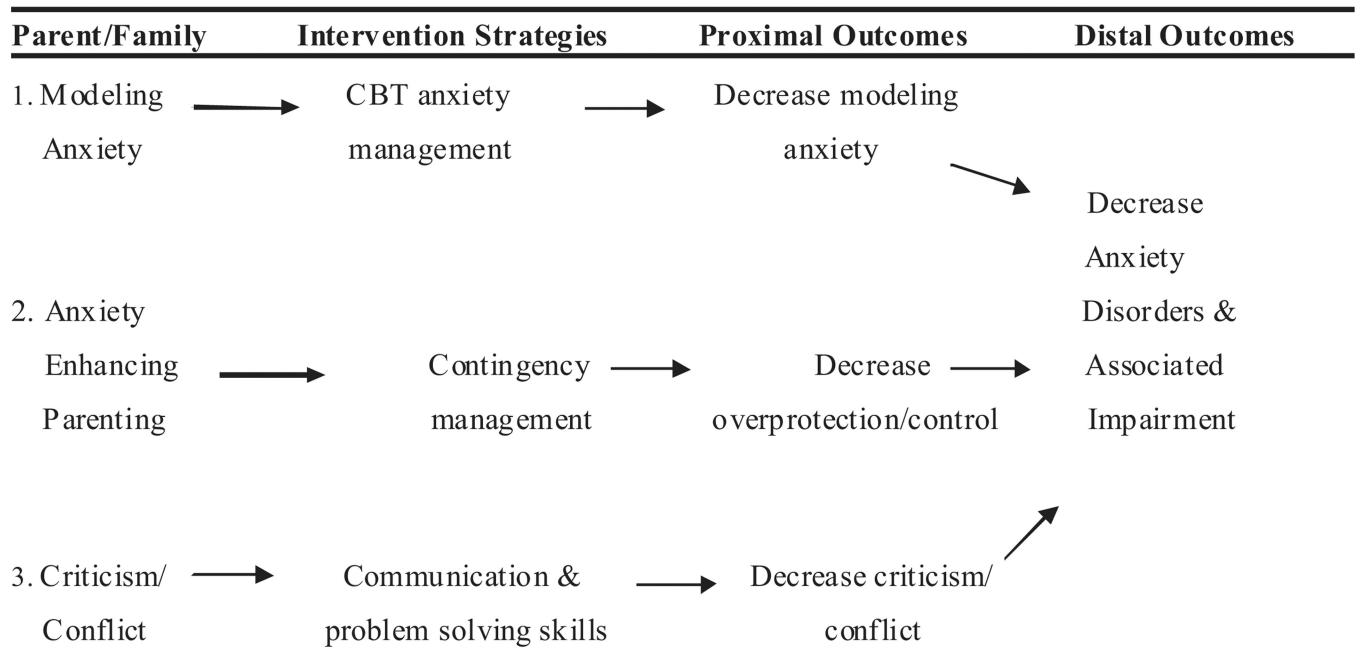 Parent/Family Intervention Strategies Proximal Outcomes Distal Outcomes
1. Modeling CBT anxiety Decrease modeling
Anxiety management anxiety
Decrease
Anxiety
2. Anxiety Disorders &
Enhancing Contingency Decrease Associated
Parenting management overprotection/control Impairment
3. Criticism/ Communication & Decrease criticism/
Conflict problem solving skills conflict